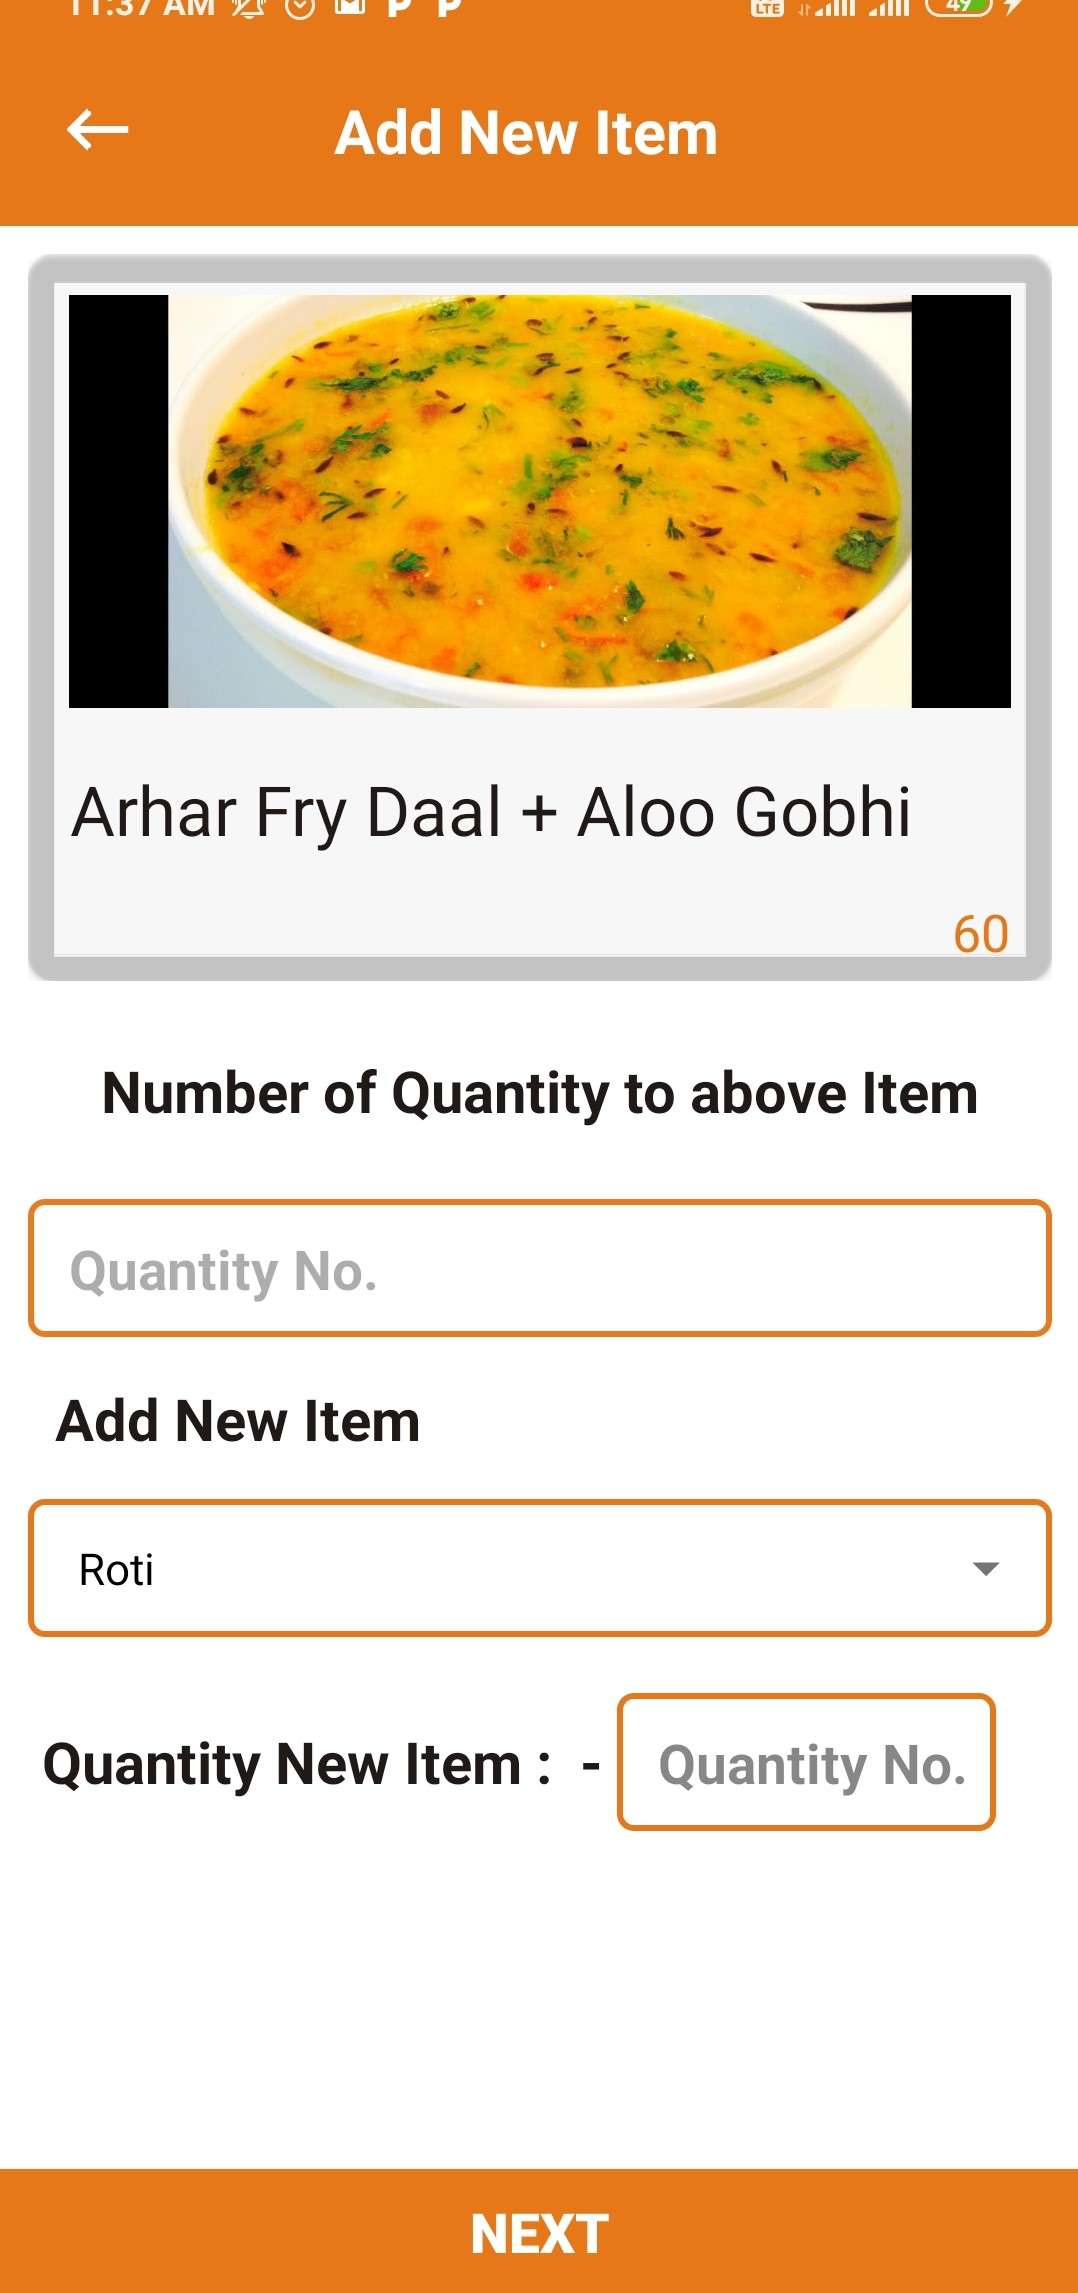 11:37 AM
LTE
49
Add New Item
Arhar Fry Daal + Aloo Gobhi
60
Number of Quantity to above Item
Quantity No.
Add New Item
Roti
Quantity New Item :  - Quantity No.
NEXT